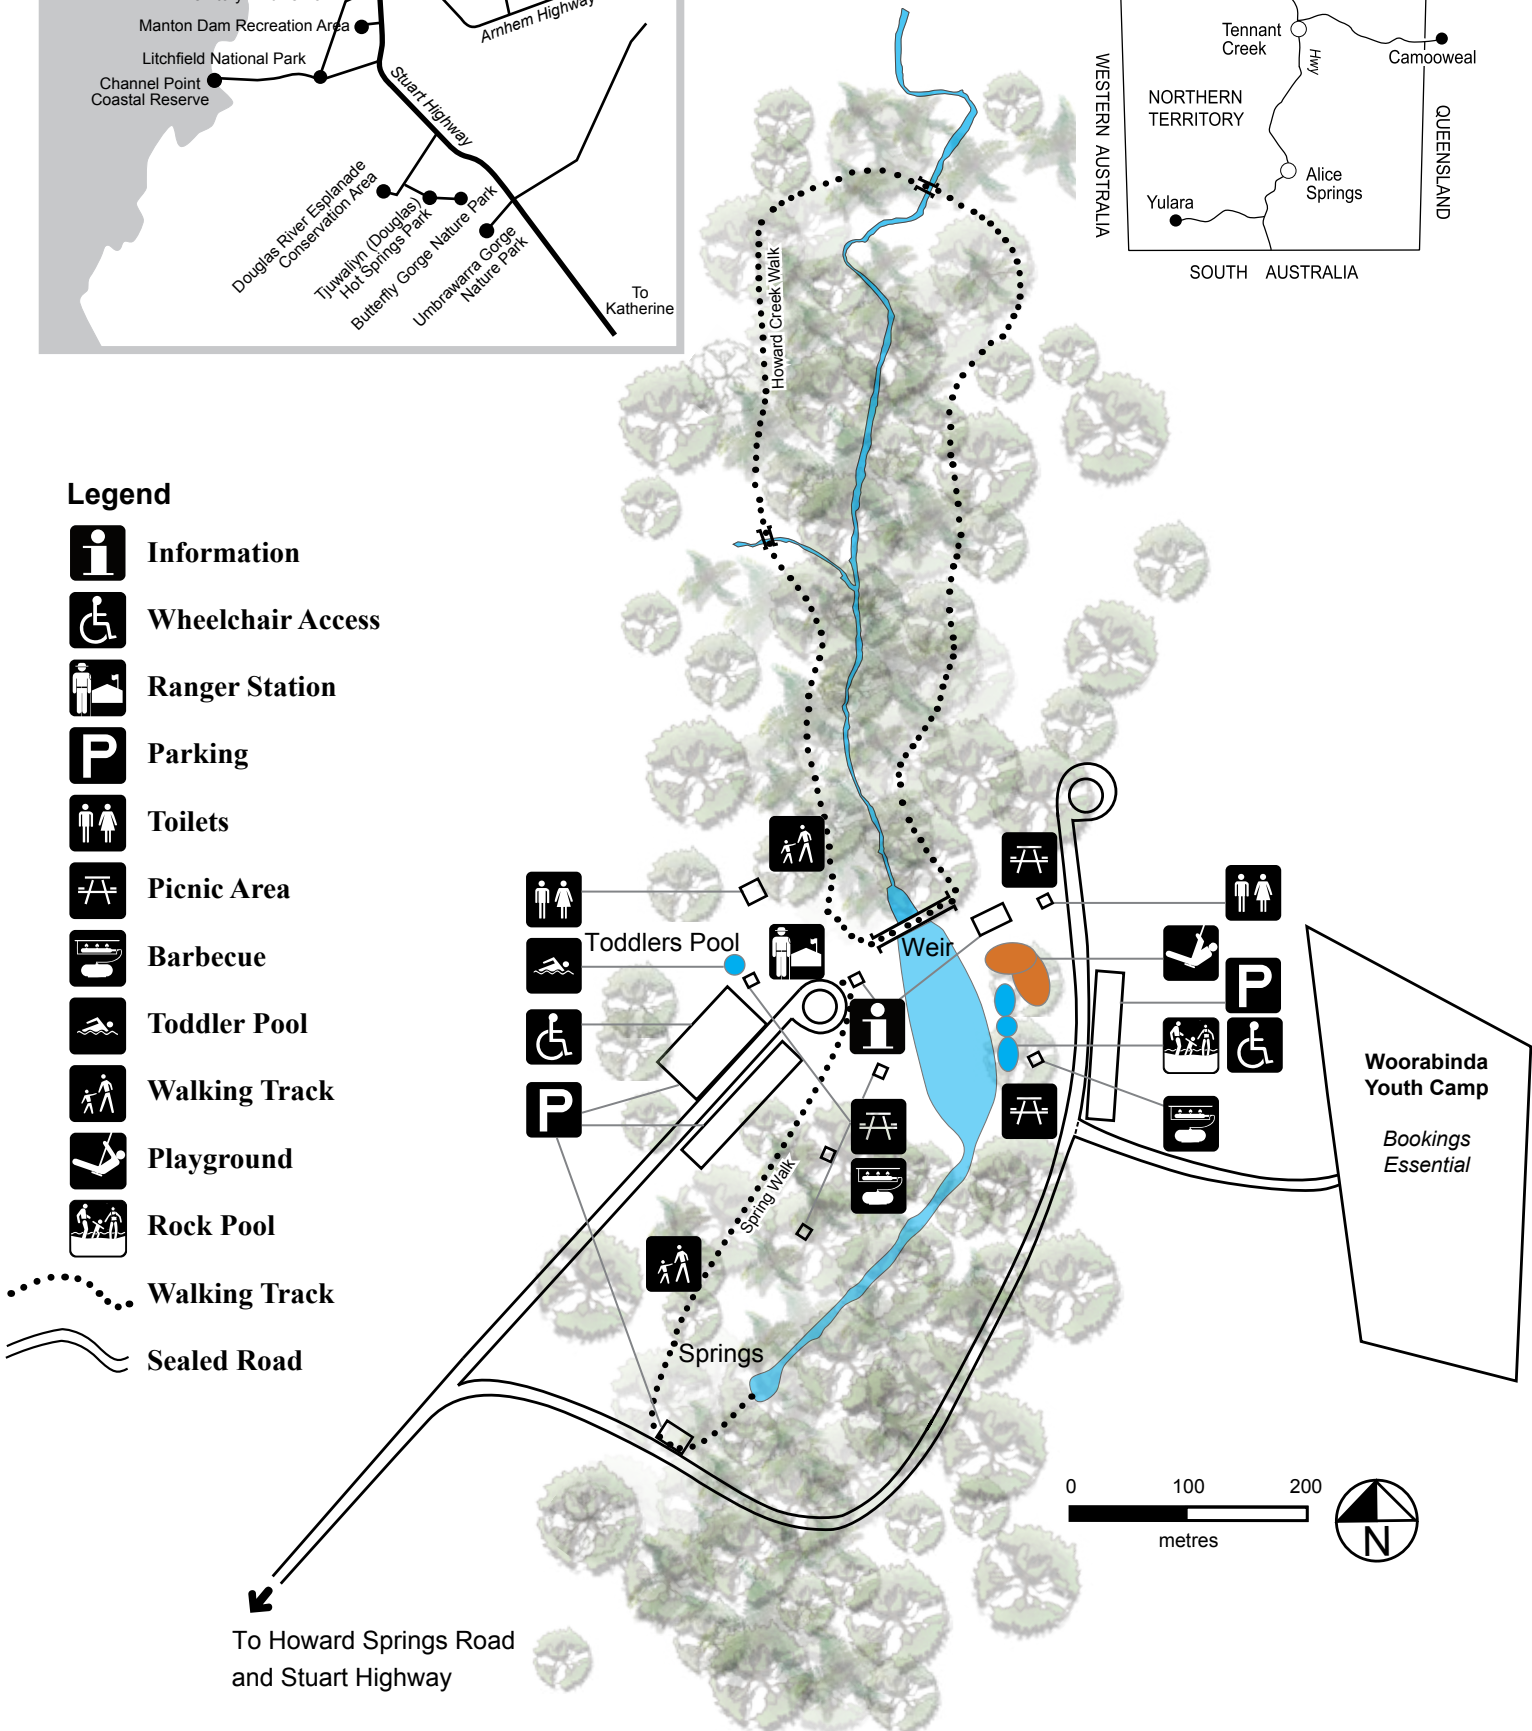 Manton Dam Recreation Area
Arnhem Highway
Litchfield National Park
Channel Point
Coastal Reserve
Stuart Highway
Douglas River Esplanade
Conservation Area
Tjuwaliyn (Douglas)
Hot Springs Park
Butterfly Gorge Nature Park
Umbrawarra Gorge
Nature Park
To
Katherine
Tennant
Creek
Hwy
Camooweal
WESTERN AUSTRALIA
NORTHERN
TERRITORY
QUEENSLAND
Alice
Springs
Yulara
SOUTH AUSTRALIA
Howard Creek Walk
Legend
Information
Wheelchair Access
Ranger Station
P
Parking
Toilets
Picnic Area
Barbecue
Toddler Pool
Walking Track
Playground
Rock Pool
Walking Track
Sealed Road
Toddlers Pool
Weir
P
P
Woorabinda
Youth Camp
Bookings
Essential
Spring Walk
Springs
0 100 200
metres
N
To Howard Springs Road
and Stuart Highway